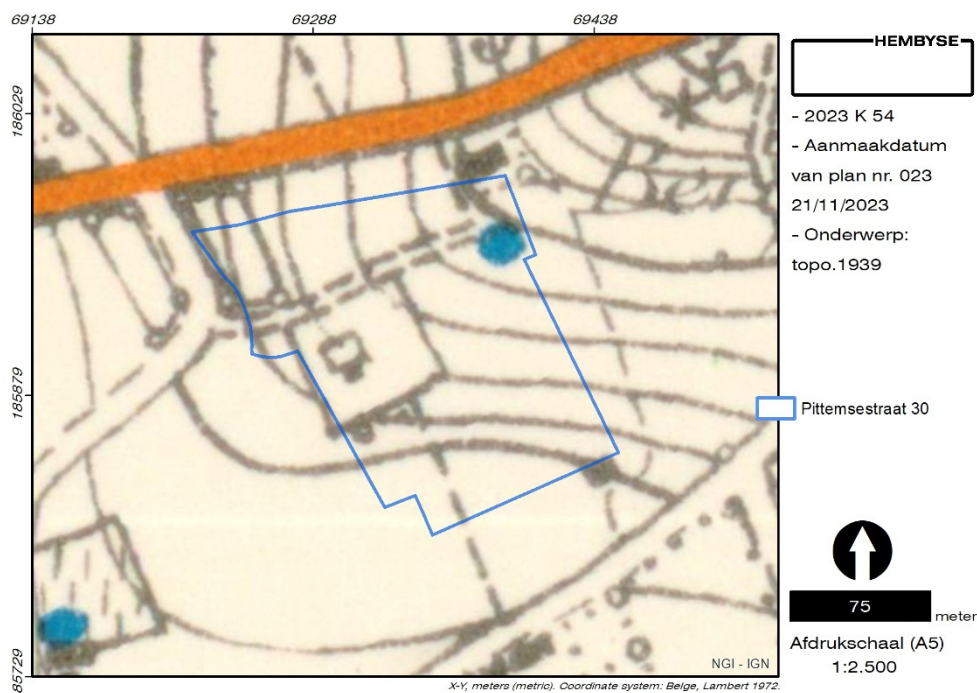 69138 69288 69438
186029
185879
85729
HEMBYSE
- 2023 K 54
- Aanmaakdatum
van plan nr. 023
21/11/2023
- Onderwerp:
topo.1939
Pittemsestraat 30
75 meter
Afdrukschaal (A5)
1:2.500
NGI - IGN
X-Y, meters (metric). Coordinate system: Belge, Lambert 1972.